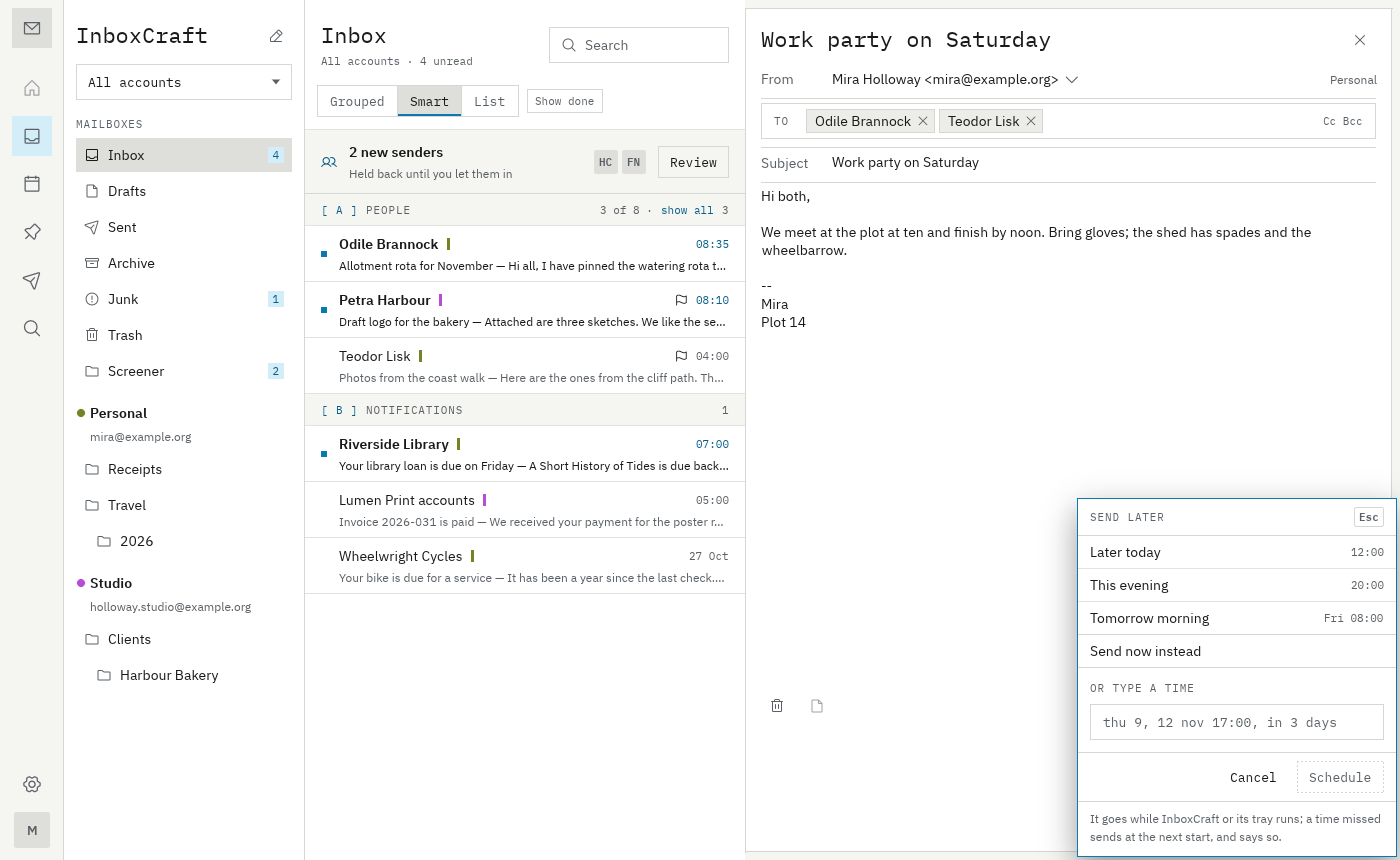 InboxCraft
All accounts
MAILBOXES
Inbox 4
Drafts
Sent
Archive
Junk 1
Trash
Screener 2
Personal
mira@example.org
Receipts
Travel
2026
Studio
holloway.studio@example.org
Clients
Harbour Bakery
M
Inbox
All accounts · 4 unread
Search
Grouped Smart List Show done
2 new senders
Held back until you let them in
HC FN Review
[ A ] PEOPLE 3 of 8 · show all 3
Odile Brannock 08:35
Allotment rota for November — Hi all, I have pinned the watering rota t…
Petra Harbour 08:10
Draft logo for the bakery — Attached are three sketches. We like the se…
Teodor Lisk 04:00
Photos from the coast walk — Here are the ones from the cliff path. Th…
[ B ] NOTIFICATIONS 1
Riverside Library 07:00
Your library loan is due on Friday — A Short History of Tides is due back…
Lumen Print accounts 05:00
Invoice 2026-031 is paid — We received your payment for the poster r…
Wheelwright Cycles 27 Oct
Your bike is due for a service — It has been a year since the last check.…
Work party on Saturday
From Mira Holloway <mira@example.org> Personal
TO Odile Brannock Teodor Lisk Cc Bcc
Subject Work party on Saturday
Hi both,
We meet at the plot at ten and finish by noon. Bring gloves; the shed has spades and the
wheelbarrow.
--
Mira
Plot 14
SEND LATER Esc
Later today 12:00
This evening 20:00
Tomorrow morning Fri 08:00
Send now instead
OR TYPE A TIME
thu 9, 12 nov 17:00, in 3 days
Cancel Schedule
It goes while InboxCraft or its tray runs; a time missed
sends at the next start, and says so.